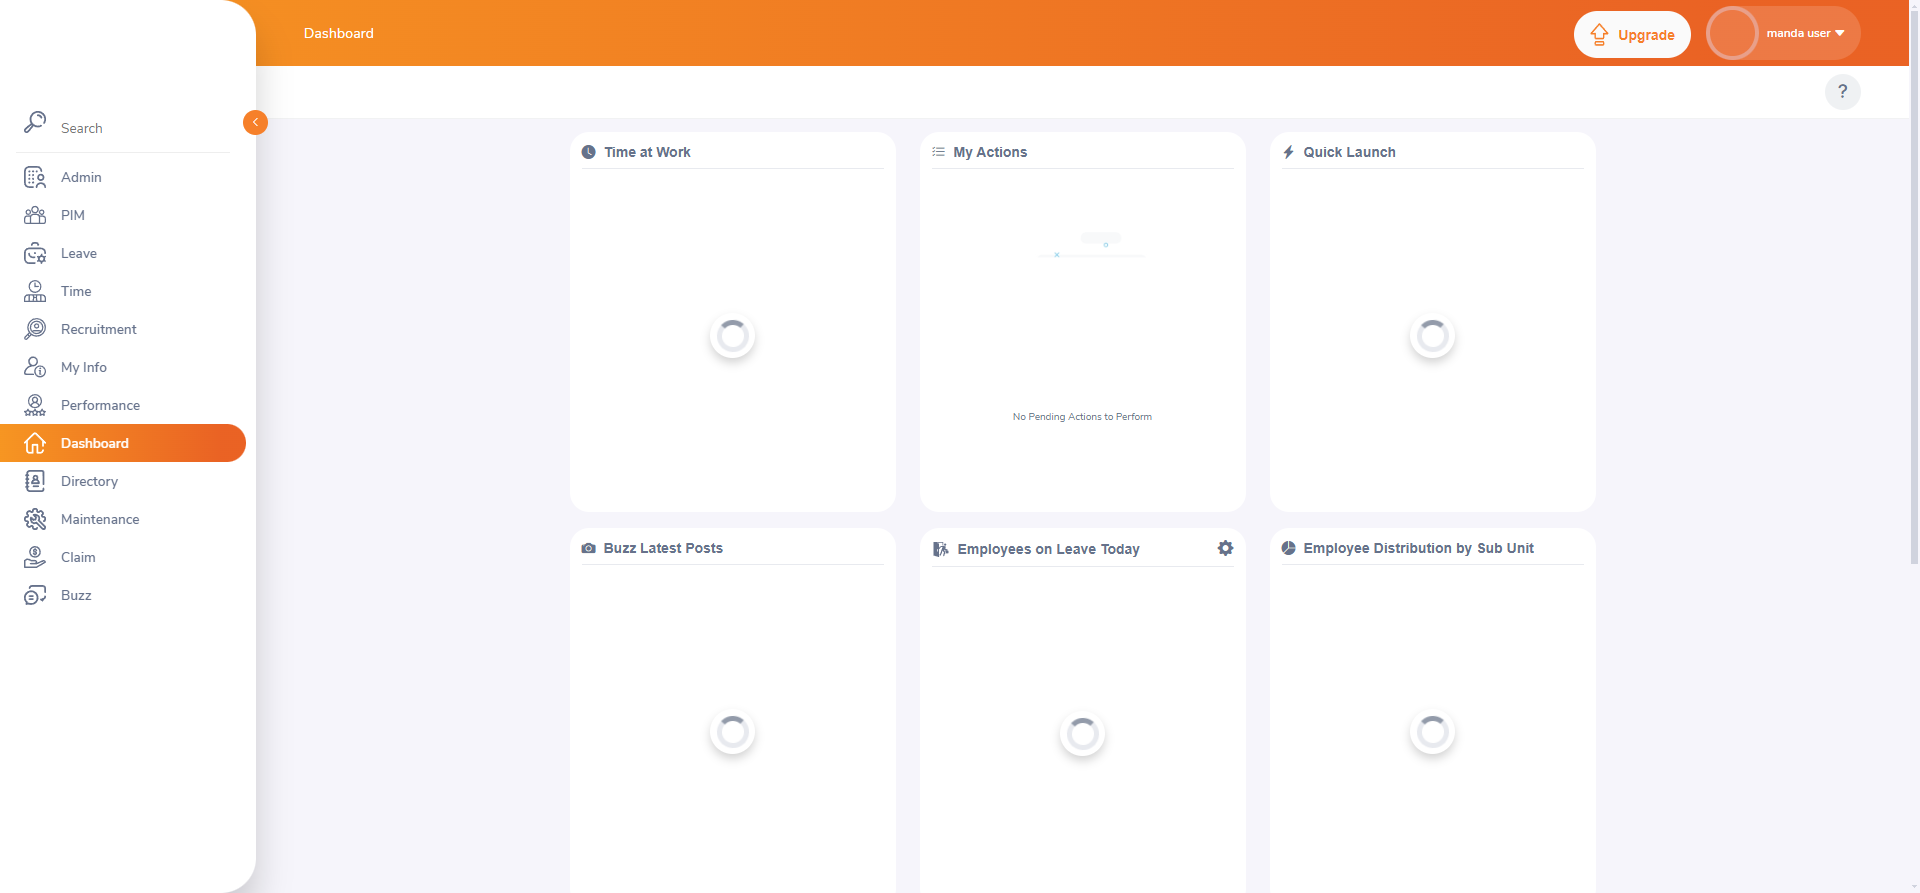 Dashboard
Upgrade
manda user
?
Search
Admin
PIM
Leave
Time
Recruitment
My Info
Performance
Dashboard
Directory
Maintenance
Claim
Buzz
Time at Work
My Actions
No Pending Actions to Perform
Quick Launch
Buzz Latest Posts
Employees on Leave Today
Employee Distribution by Sub Unit